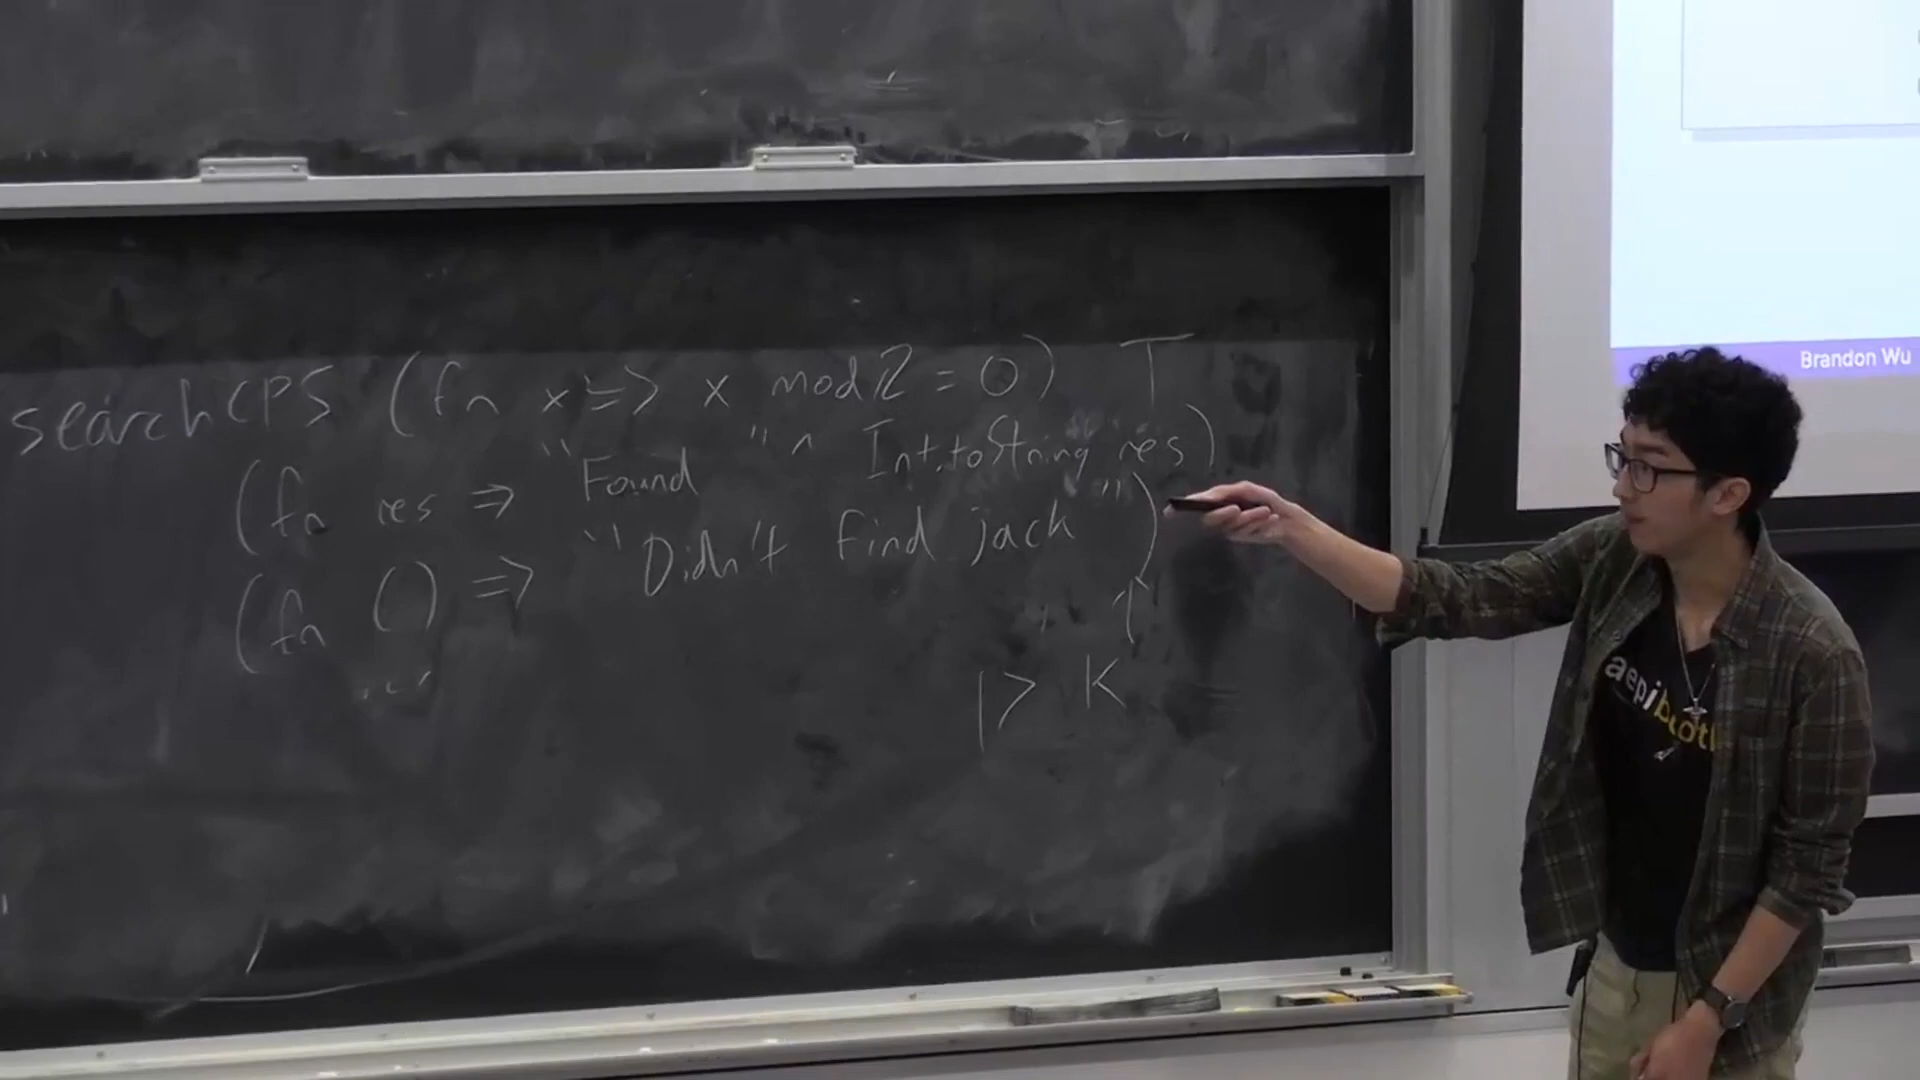 searchCPS (fn x => x mod 2 = 0) T
(fn res => "Found " ^ Int.toString res)
(fn () => "Didn't find jack")
|> K
Brandon Wu
aepi